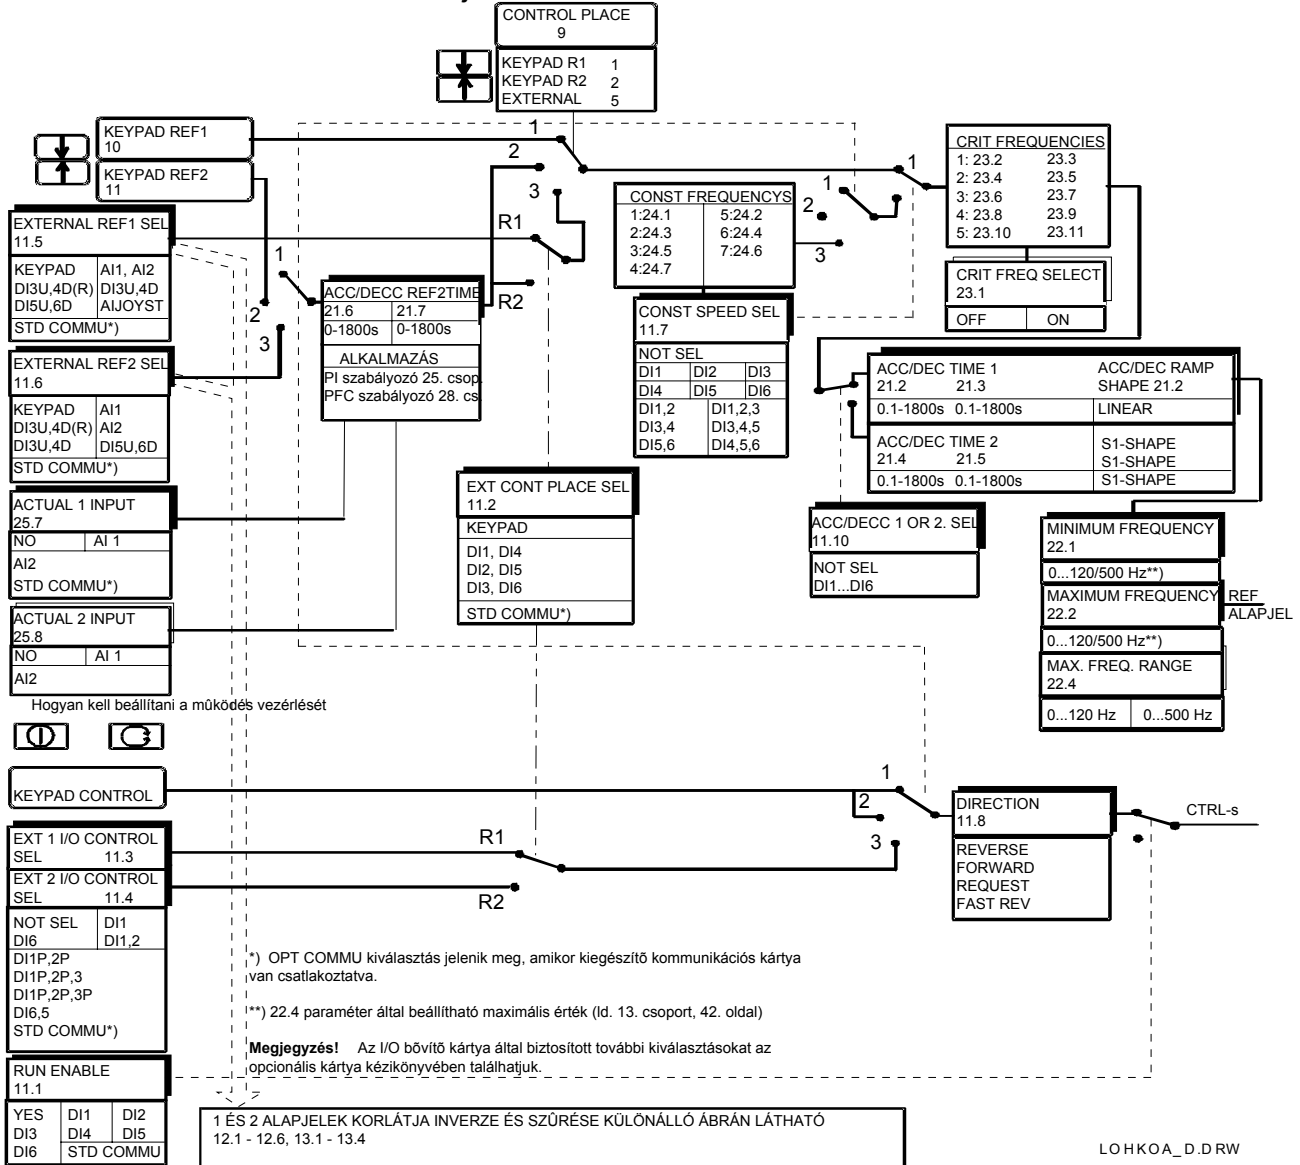 CONTROL PLACE
9
KEYPAD R1 1
KEYPAD R2 2
EXTERNAL 5
KEYPAD REF1
10
KEYPAD REF2
11
1
2
3
R1
R2
EXTERNAL REF1 SEL
11.5
KEYPAD AI1, AI2
DI3U,4D(R) DI3U,4D
DI5U,6D AIJOYST
STD COMMU*)
EXTERNAL REF2 SEL
11.6
KEYPAD AI1
DI3U,4D(R) AI2
DI3U,4D DI5U,6D
STD COMMU*)
1
2
3
ACC/DECC REF2TIME
21.6 21.7
0-1800s 0-1800s
ALKALMAZÁS
PI szabályozó 25. csop.
PFC szabályozó 28. cs.
CONST FREQUENCYS
1:24.1 5:24.2
2:24.3 6:24.4
3:24.5 7:24.6
4:24.7
1
2
3
1
CONST SPEED SEL
11.7
NOT SEL
DI1 DI2 DI3
DI4 DI5 DI6
DI1,2 DI1,2,3
DI3,4 DI3,4,5
DI5,6 DI4,5,6
CRIT FREQUENCIES
1: 23.2 23.3
2: 23.4 23.5
3: 23.6 23.7
4: 23.8 23.9
5: 23.10 23.11
CRIT FREQ SELECT
23.1
OFF ON
ACC/DEC TIME 1 ACC/DEC RAMP
21.2 21.3 SHAPE 21.2
0.1-1800s 0.1-1800s LINEAR
ACC/DEC TIME 2 S1-SHAPE
21.4 21.5 S1-SHAPE
0.1-1800s 0.1-1800s S1-SHAPE
ACTUAL 1 INPUT
25.7
NO AI 1
AI2
STD COMMU*)
ACTUAL 2 INPUT
25.8
NO AI 1
AI2
EXT CONT PLACE SEL
11.2
KEYPAD
DI1, DI4
DI2, DI5
DI3, DI6
STD COMMU*)
ACC/DECC 1 OR 2. SEL
11.10
NOT SEL
DI1...DI6
MINIMUM FREQUENCY
22.1
0...120/500 Hz**)
MAXIMUM FREQUENCY
22.2
0...120/500 Hz**)
MAX. FREQ. RANGE
22.4
0...120 Hz 0...500 Hz
REF
ALAPJEL
Hogyan kell beállítani a mûködés vezérlését
KEYPAD CONTROL
1
2
3
EXT 1 I/O CONTROL
SEL 11.3
EXT 2 I/O CONTROL
SEL 11.4
NOT SEL DI1
DI6 DI1,2
DI1P,2P
DI1P,2P,3
DI1P,2P,3P
DI6,5
STD COMMU*)
R1
R2
DIRECTION
11.8
REVERSE
FORWARD
REQUEST
FAST REV
CTRL-s
*) OPT COMMU kiválasztás jelenik meg, amikor kiegészítõ kommunikációs kártya
van csatlakoztatva.
**) 22.4 paraméter által beállítható maximális érték (ld. 13. csoport, 42. oldal)
Megjegyzés! Az I/O bõvítõ kártya által biztosított további kiválasztásokat az
opcionális kártya kézikönyvében találhatjuk.
RUN ENABLE
11.1
YES DI1 DI2
DI3 DI4 DI5
DI6 STD COMMU
1 ÉS 2 ALAPJELEK KORLÁTJA INVERZE ÉS SZÛRÉSE KÜLÖNÁLLÓ ÁBRÁN LÁTHATÓ
12.1 - 12.6, 13.1 - 13.4
LOHKOA_D.DRW